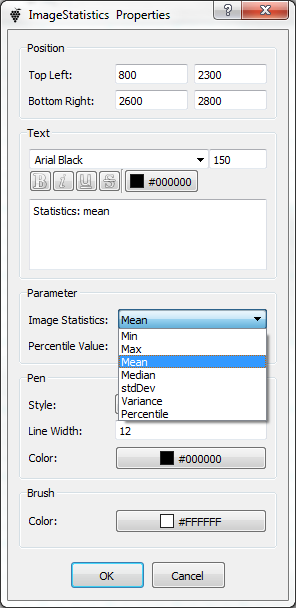 ImageStatistics Properties
?
Position
Top Left: 800 2300
Bottom Right: 2600 2800
Text
Arial Black 150
B i U S #000000
Statistics: mean
Parameter
Image Statistics: Mean
Percentile Value:
Min
Max
Mean
Median
stdDev
Variance
Percentile
Pen
Style:
Line Width: 12
Color: #000000
Brush
Color: #FFFFFF
OK Cancel